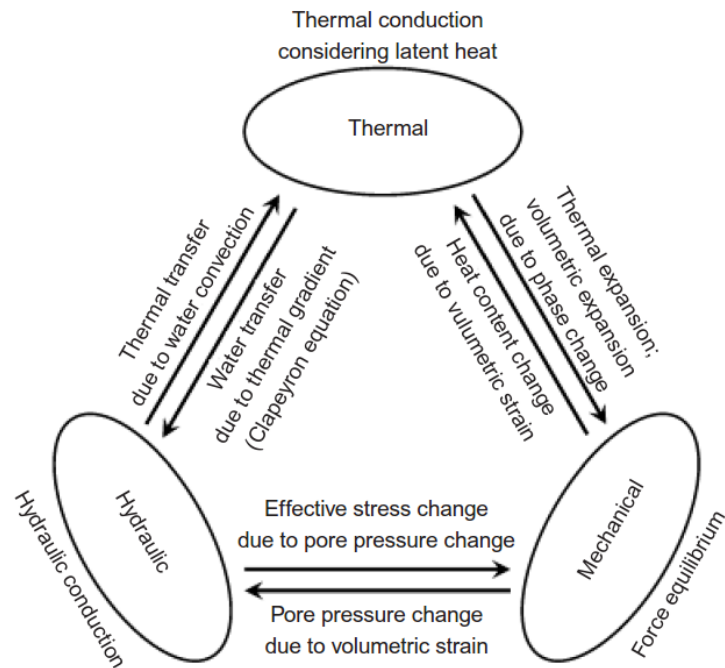 Thermal conduction
considering latent heat
Thermal
Thermal transfer
due to water convection
Water transfer
due to thermal gradient
(Clapeyron equation)
Thermal expansion;
volumetric expansion
due to phase change
Heat content change
due to vulumetric strain
Hydraulic
Hydraulic conduction
Effective stress change
due to pore pressure change
Pore pressure change
due to volumetric strain
Mechanical
Force equilibrium